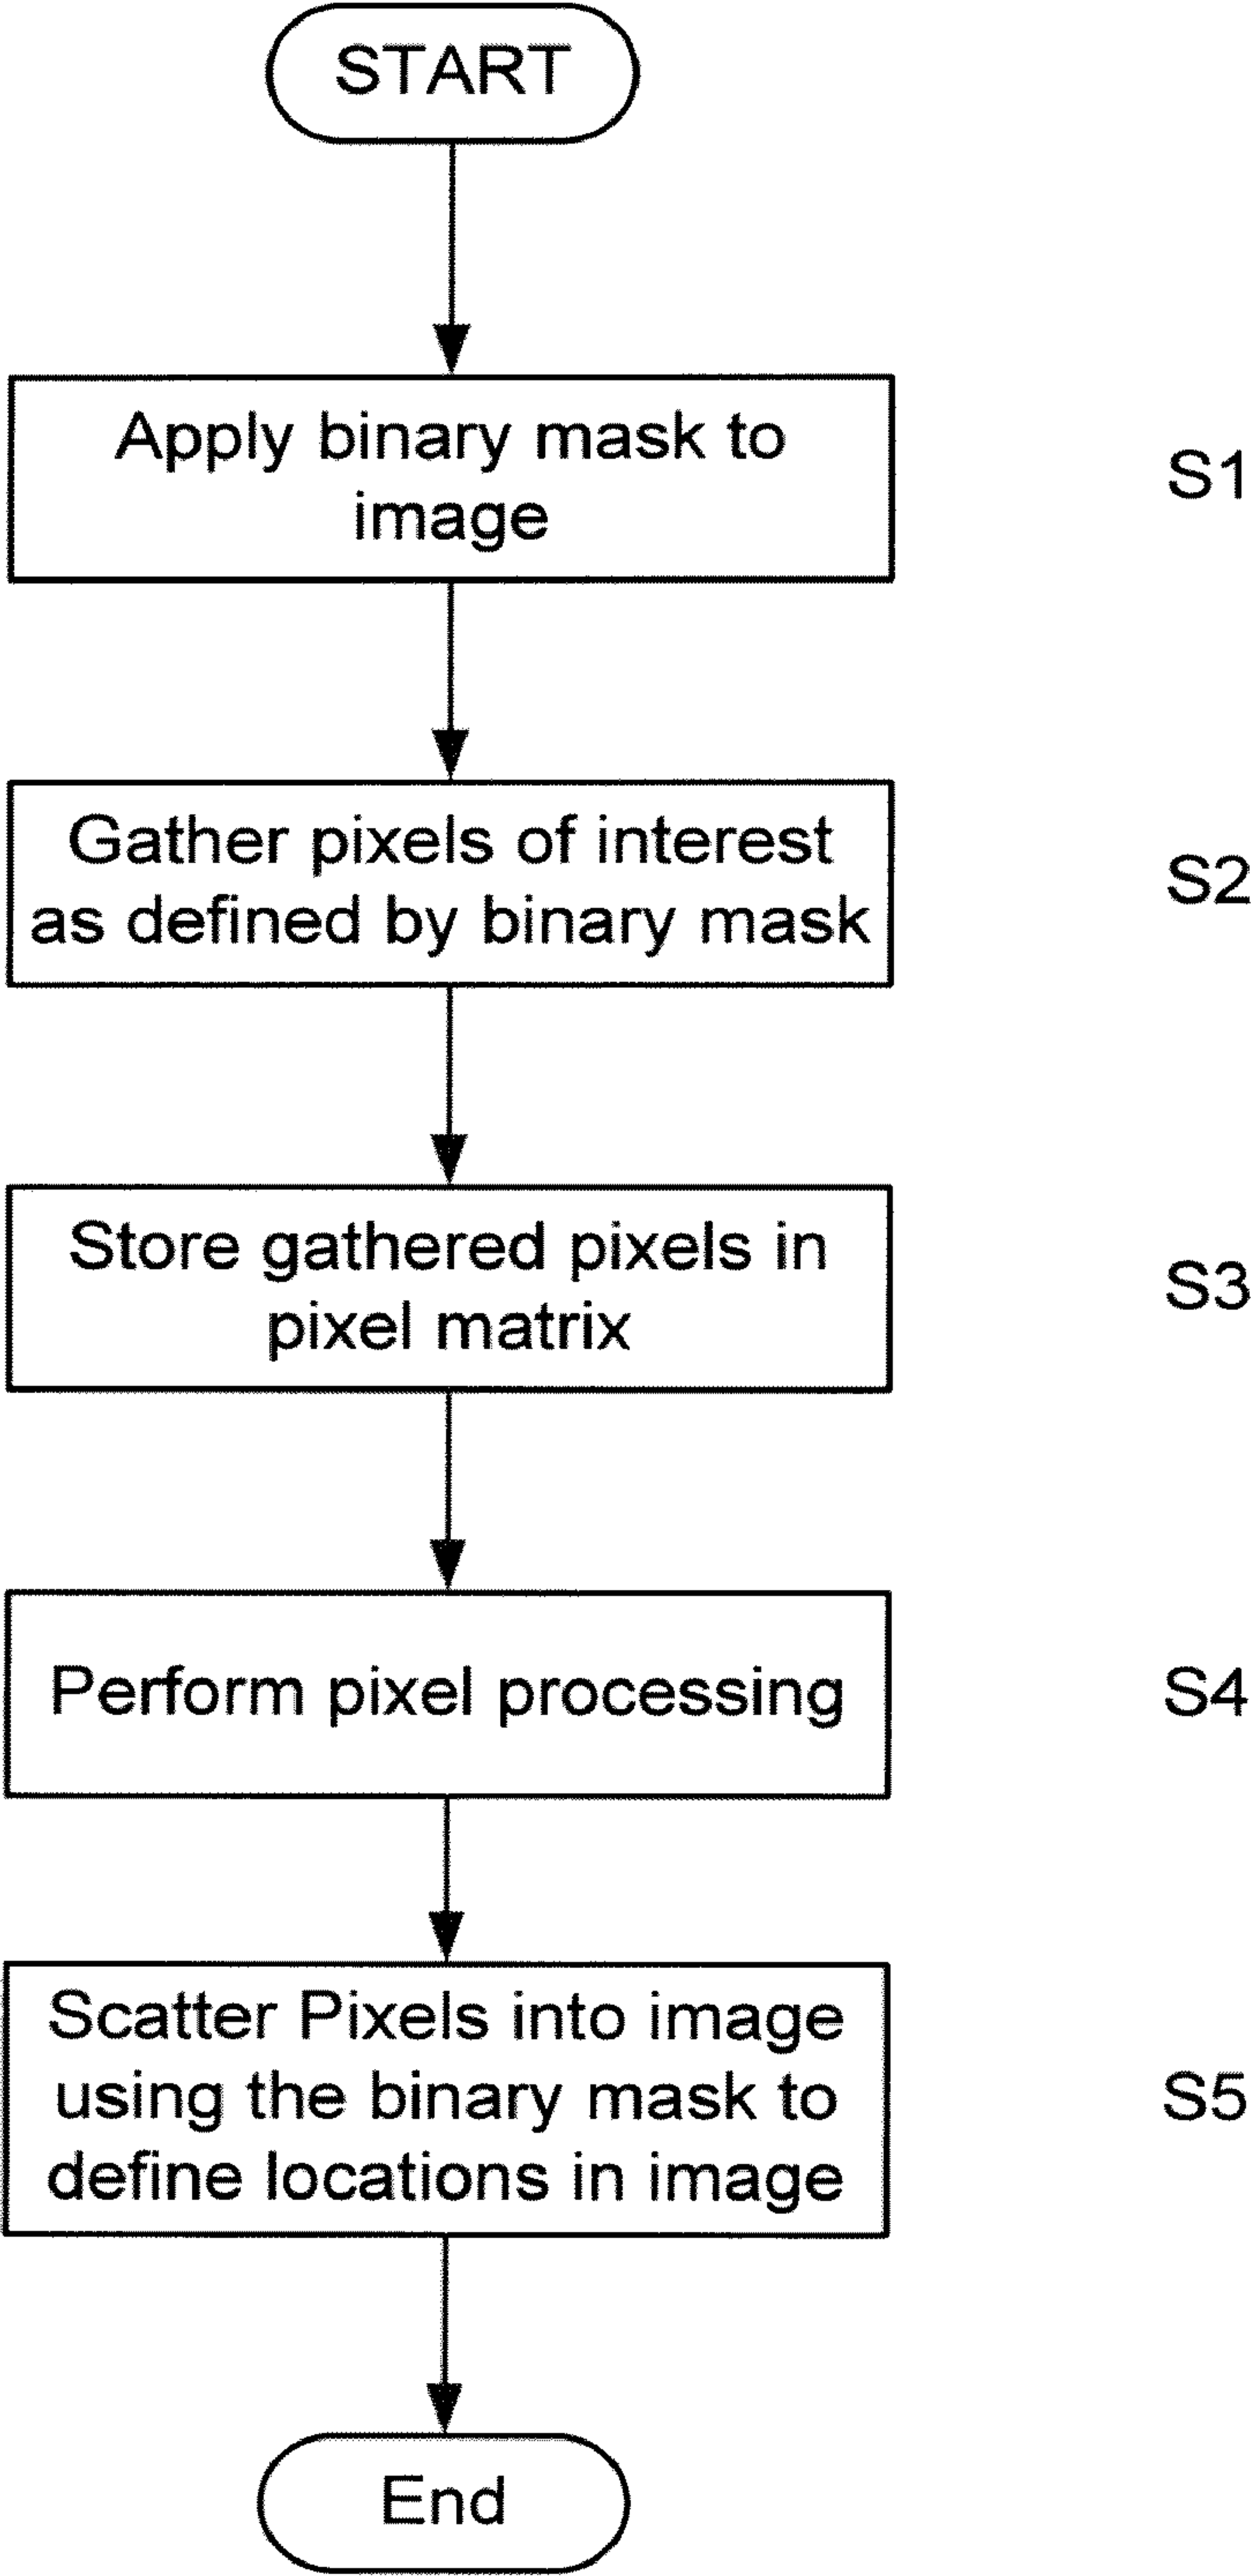 START
Apply binary mask to
image
S1
Gather pixels of interest
as defined by binary mask
S2
Store gathered pixels in
pixel matrix
S3
Perform pixel processing
S4
Scatter Pixels into image
using the binary mask to
define locations in image
S5
End